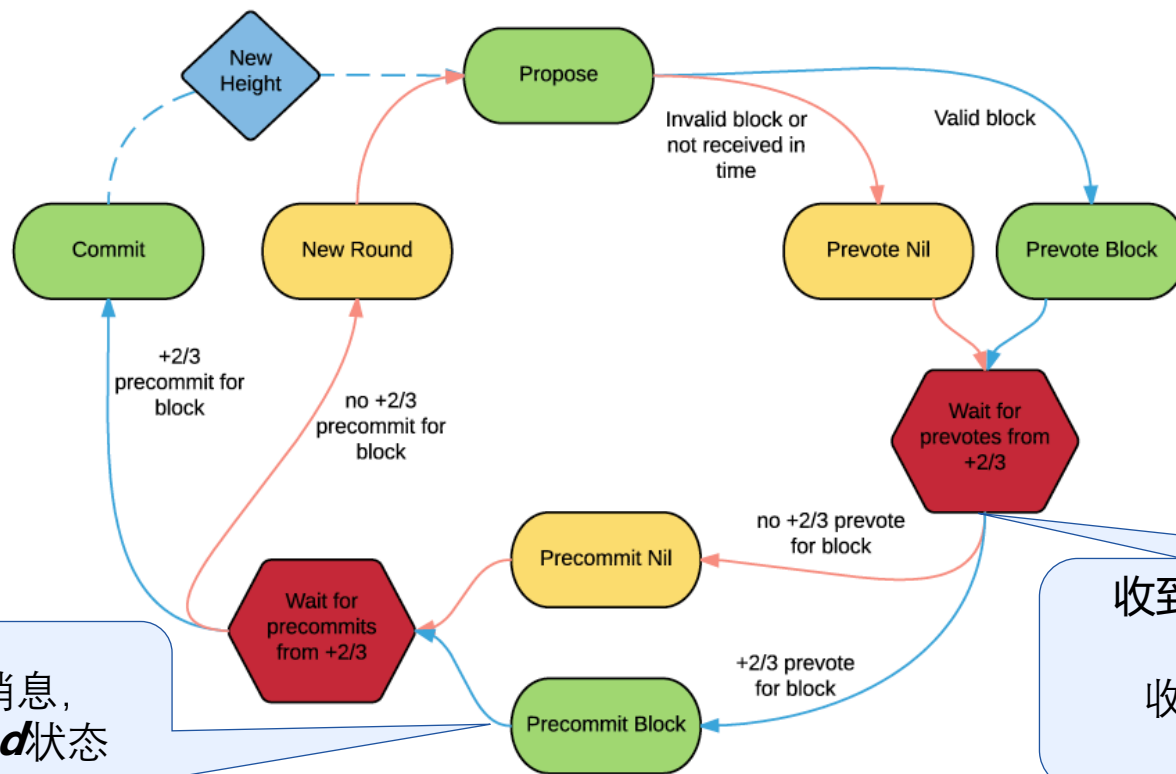 New
Height
Propose
Invalid block or
not received in
time
Valid block
Commit
New Round
Prevote Nil
Prevote Block
+2/3
precommit for
block
no +2/3
precommit for
block
Wait for
prevotes from
+2/3
no +2/3 prevote
for block
Precommit Nil
Wait for
precommits
from +2/3
+2/3 prevote
for block
Precommit Block
收到
收
消息,
d状态